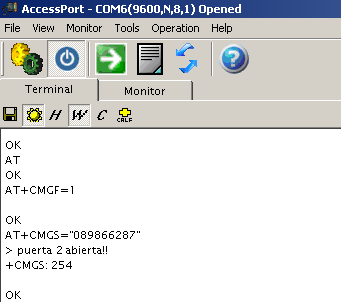 AccessPort - COM6(9600,N,8,1) Opened
File View Monitor Tools Operation Help
Terminal Monitor
H W C CRLF
OK
AT
OK
AT+CMGF=1
OK
AT+CMGS="089866287"
> puerta 2 abierta!!
+CMGS: 254
OK